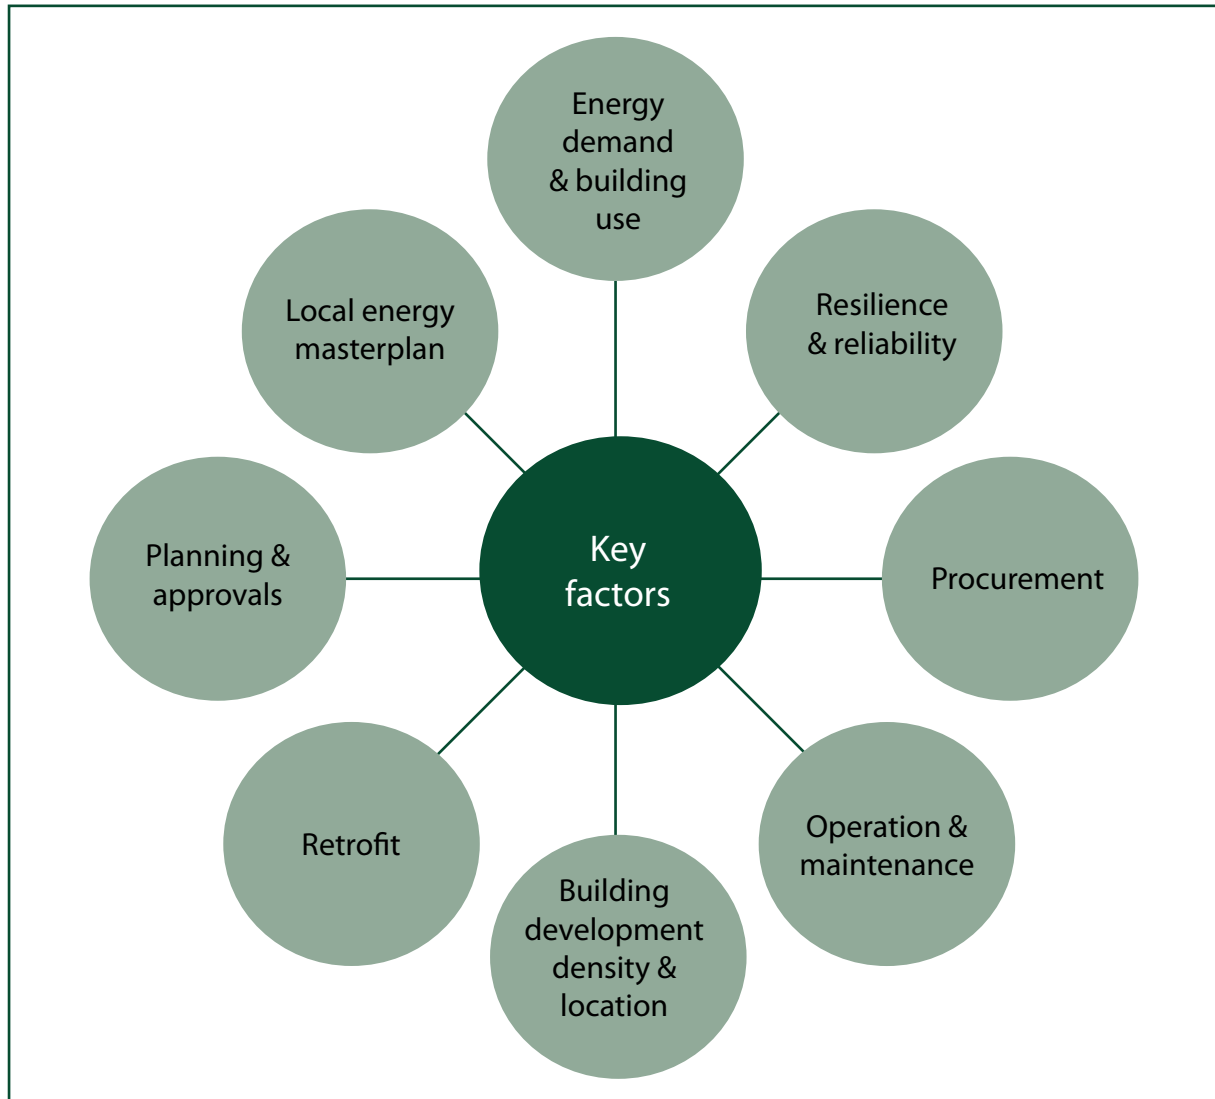 Energy
demand
& building
use
Local energy
masterplan
Resilience
& reliability
Planning &
approvals
Key
factors
Procurement
Retrofit
Operation &
maintenance
Building
development
density &
location